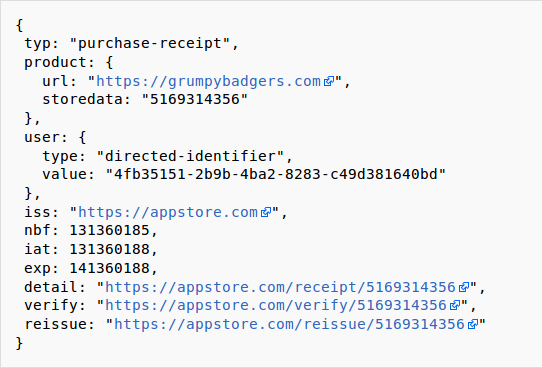 {
 typ: "purchase-receipt",
 product: {
   url: "https://grumpybadgers.com",
   storedata: "5169314356"
 },
 user: {
   type: "directed-identifier",
   value: "4fb35151-2b9b-4ba2-8283-c49d381640bd"
 },
 iss: "https://appstore.com",
 nbf: 131360185,
 iat: 131360188,
 exp: 141360188,
 detail: "https://appstore.com/receipt/5169314356",
 verify: "https://appstore.com/verify/5169314356",
 reissue: "https://appstore.com/reissue/5169314356"
}